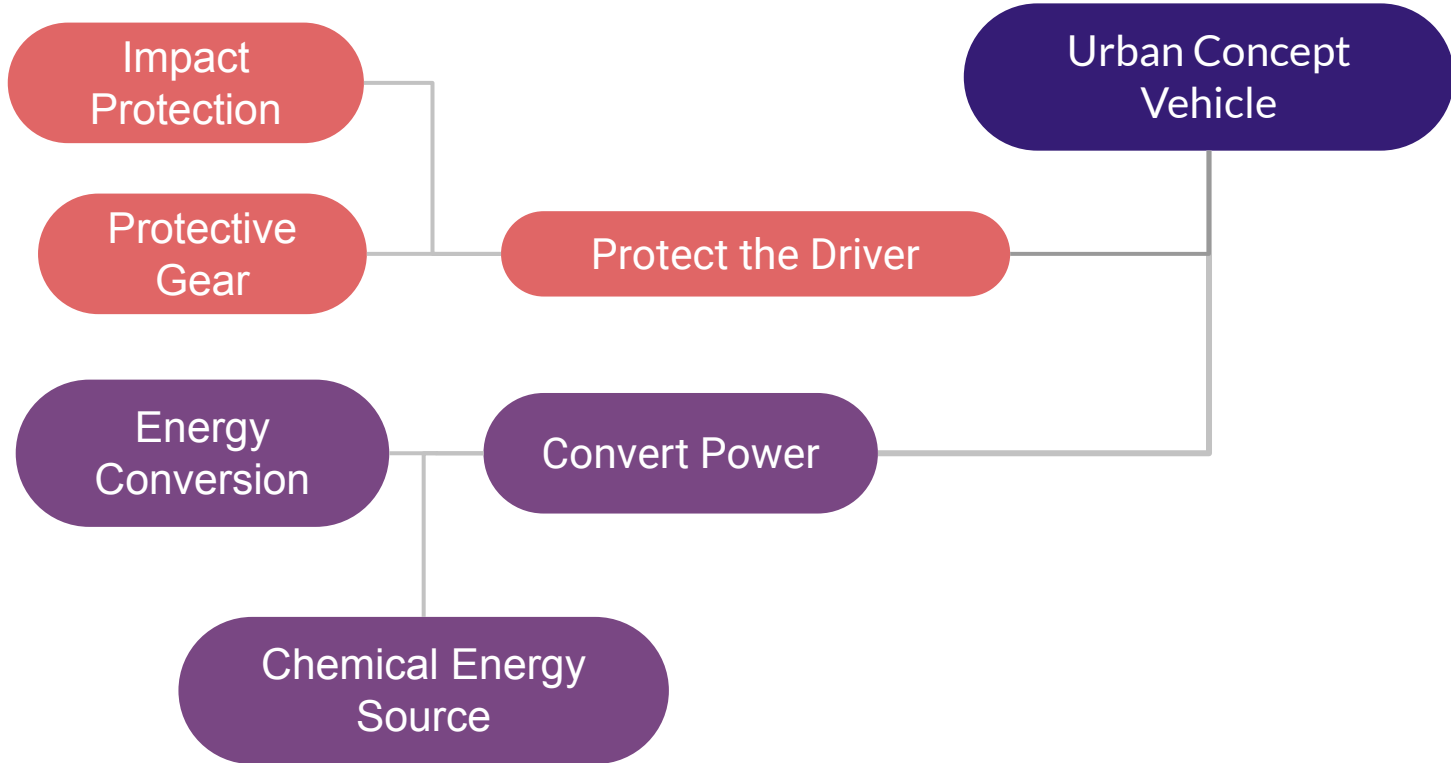 Impact
Protection
Urban Concept
Vehicle
Protective
Gear
Protect the Driver
Energy
Conversion
Convert Power
Chemical Energy
Source